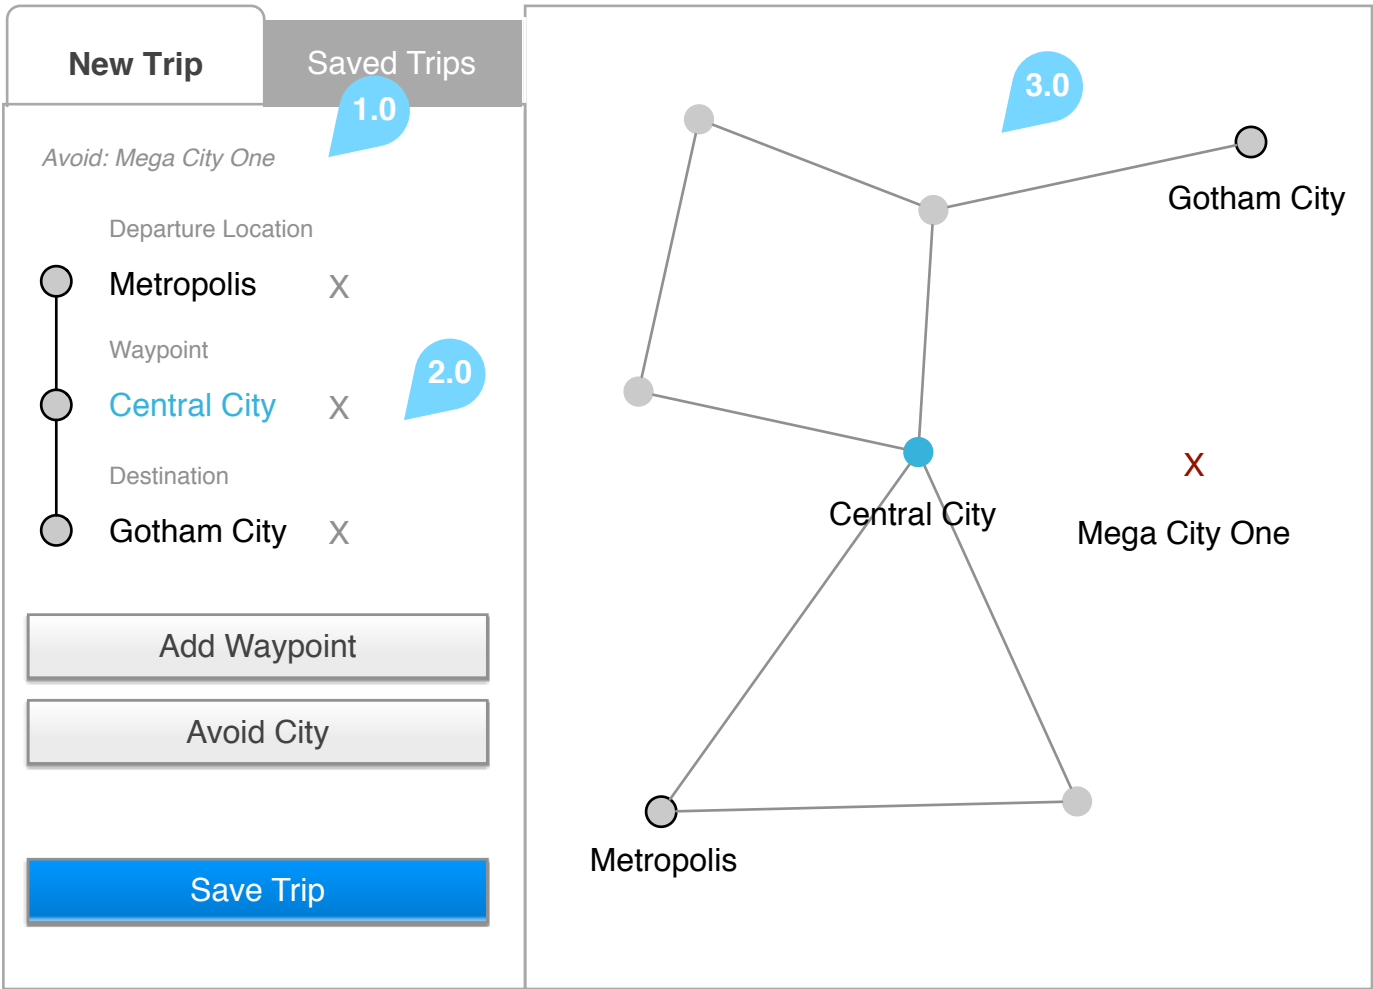 New Trip
Saved Trips
1.0
Avoid: Mega City One
Departure Location
Metropolis X
Waypoint
2.0
Central City X
Destination
Gotham City X
Add Waypoint
Avoid City
Save Trip
3.0
Gotham City
X
Central City
Mega City One
Metropolis